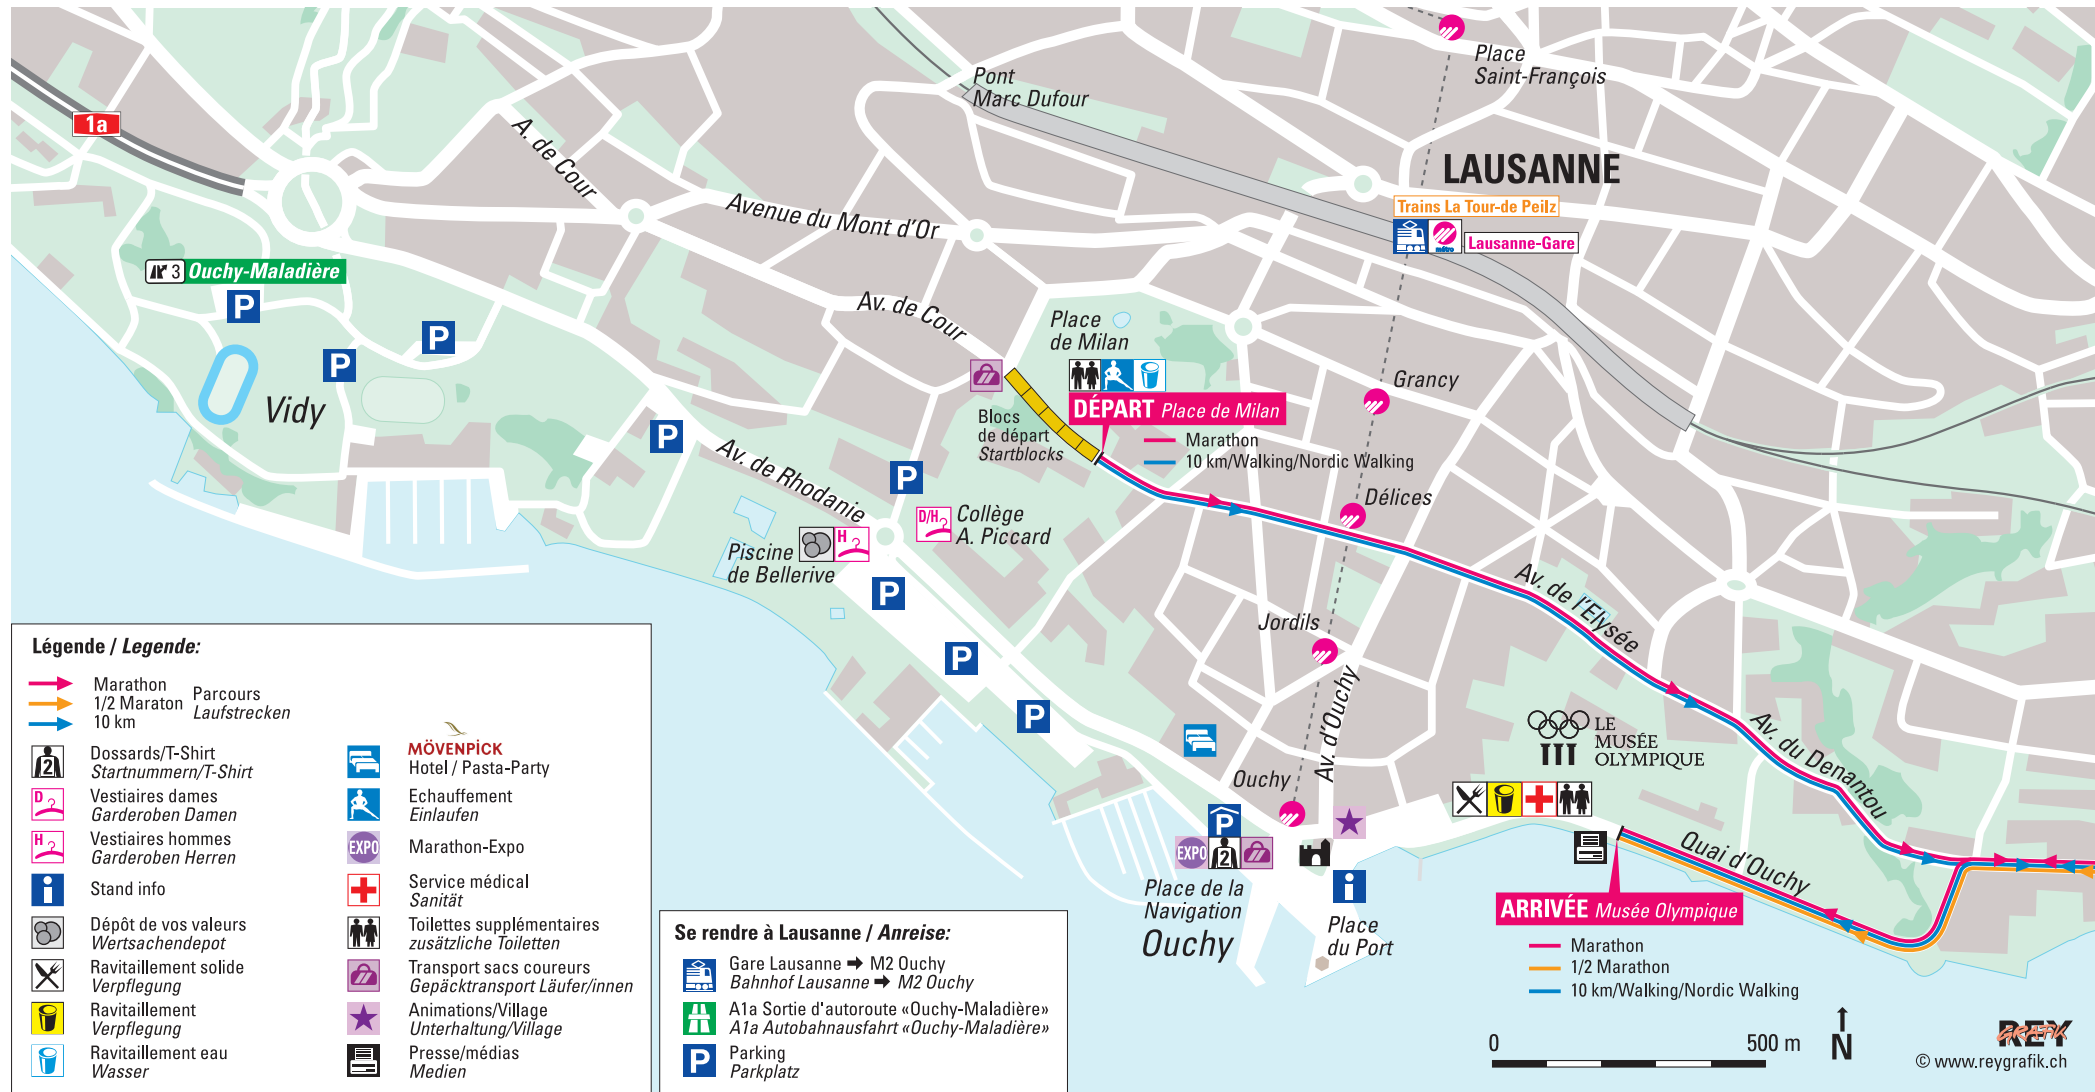 1a
Pont
Marc Dufour
Place
Saint-François
A. de Cour
LAUSANNE
Avenue du Mont d'Or
Trains La Tour-de Peilz
métro
Lausanne-Gare
3 Ouchy-Maladière
P
P
P
Vidy
Av. de Cour
Place
de Milan
Grancy
DÉPART Place de Milan
Blocs
de départ
Startblocks
Marathon
10 km/Walking/Nordic Walking
P
Av. de Rhodanie
P
Délices
D/H
Collège
A. Piccard
Piscine
de Bellerive
H
P
Av. de l'Elysée
Jordils
P
P
Av. d'Ouchy
Av. du Denantou
LE
MUSÉE
OLYMPIQUE
Ouchy
P
EXPO
2
Quai d'Ouchy
Place de la
Navigation
Ouchy
i
Place
du Port
ARRIVÉE Musée Olympique
Marathon
1/2 Marathon
10 km/Walking/Nordic Walking
Légende / Legende:
Marathon
1/2 Maraton
10 km
Parcours
Laufstrecken
2
Dossards/T-Shirt
Startnummern/T-Shirt
D
Vestiaires dames
Garderoben Damen
H
Vestiaires hommes
Garderoben Herren
i
Stand info
Dépôt de vos valeurs
Wertsachendepot
Ravitaillement solide
Verpflegung
Ravitaillement
Verpflegung
Ravitaillement eau
Wasser
MÖVENPICK
Hotel / Pasta-Party
Echauffement
Einlaufen
EXPO
Marathon-Expo
Service médical
Sanität
Toilettes supplémentaires
zusätzliche Toiletten
Transport sacs coureurs
Gepäcktransport Läufer/innen
Animations/Village
Unterhaltung/Village
Presse/médias
Medien
Se rendre à Lausanne / Anreise:
Gare Lausanne ➡ M2 Ouchy
Bahnhof Lausanne ➡ M2 Ouchy
A1a Sortie d'autoroute «Ouchy-Maladière»
A1a Autobahnausfahrt «Ouchy-Maladière»
P
Parking
Parkplatz
0 500 m
N
REY
GRAFIK
© www.reygrafik.ch